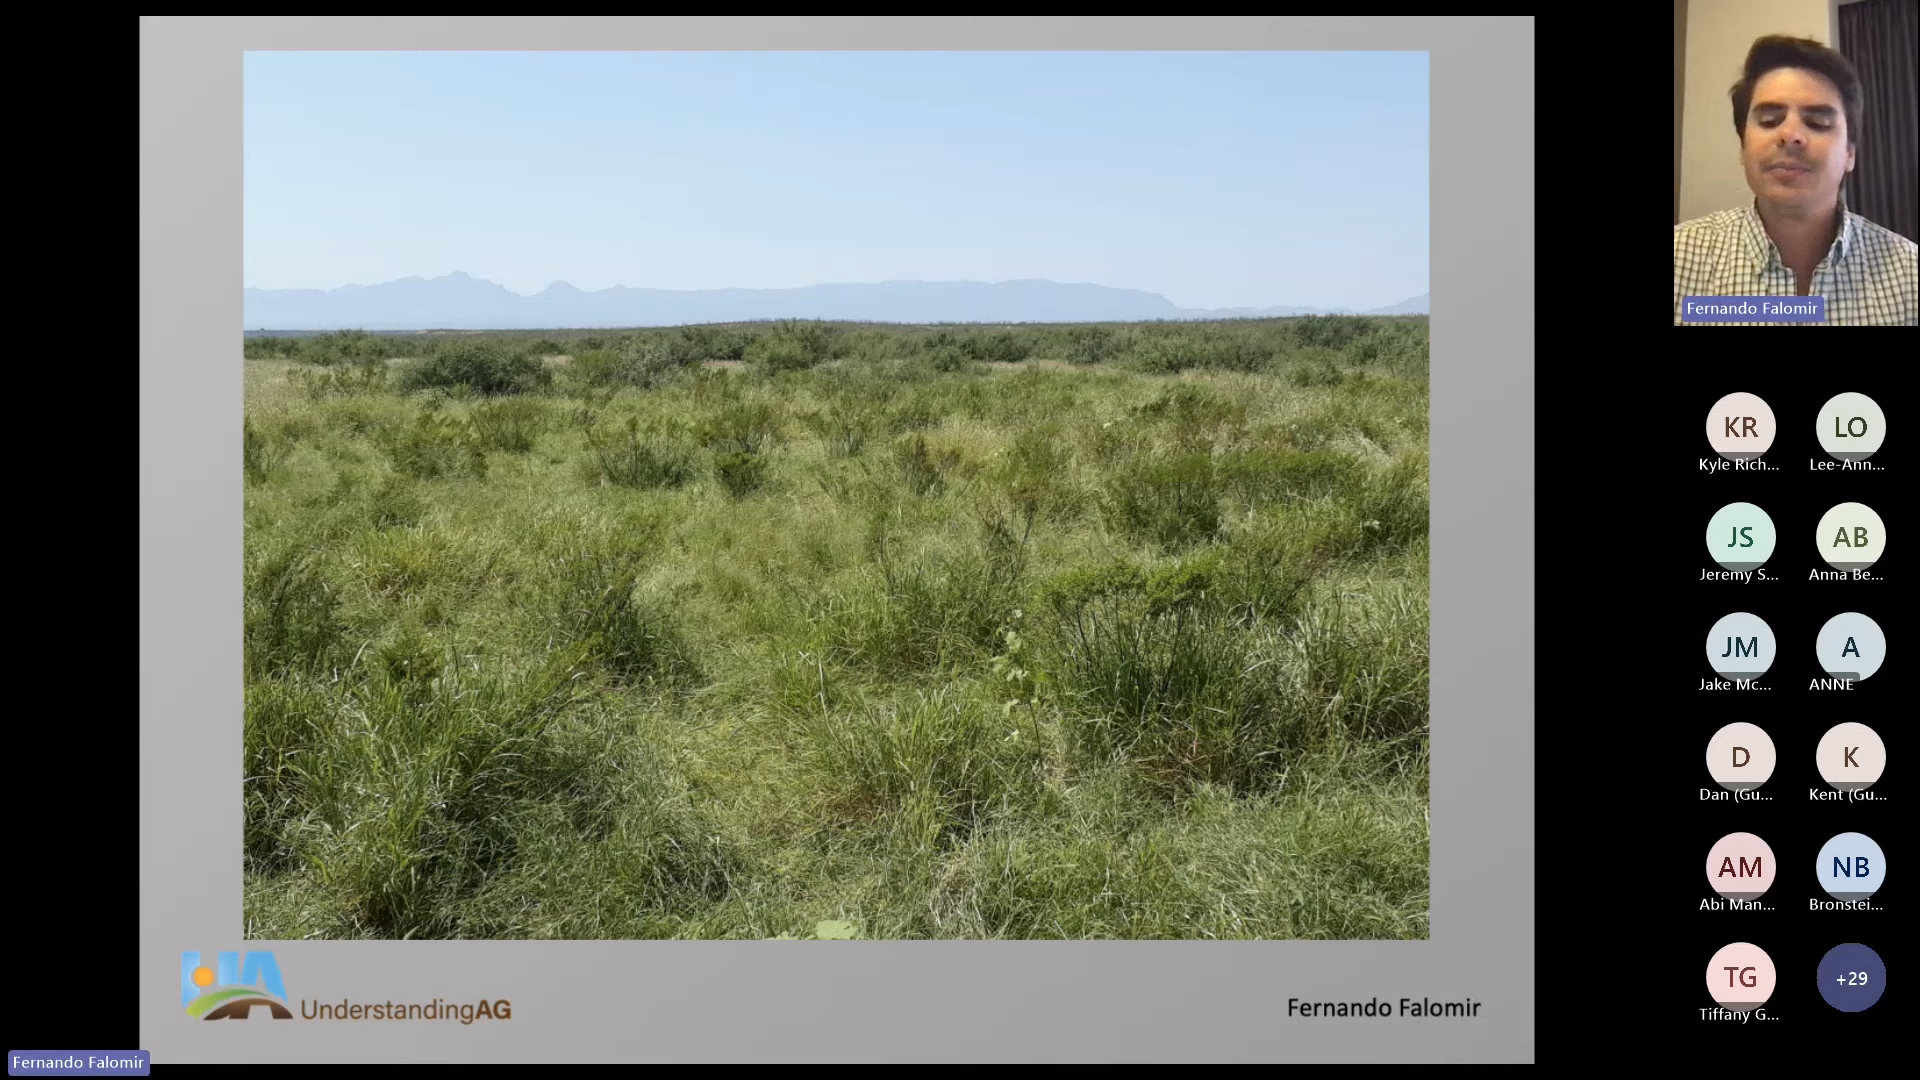 UA
UnderstandingAG
Fernando Falomir
Fernando Falomir
Fernando Falomir
KR
LO
Kyle Rich...
Lee-Ann...
JS
AB
Jeremy S...
Anna Be...
JM
A
Jake Mc...
ANNE
D
K
Dan (Gu...
Kent (Gu...
AM
NB
Abi Man...
Bronstei...
TG
+29
Tiffany G...